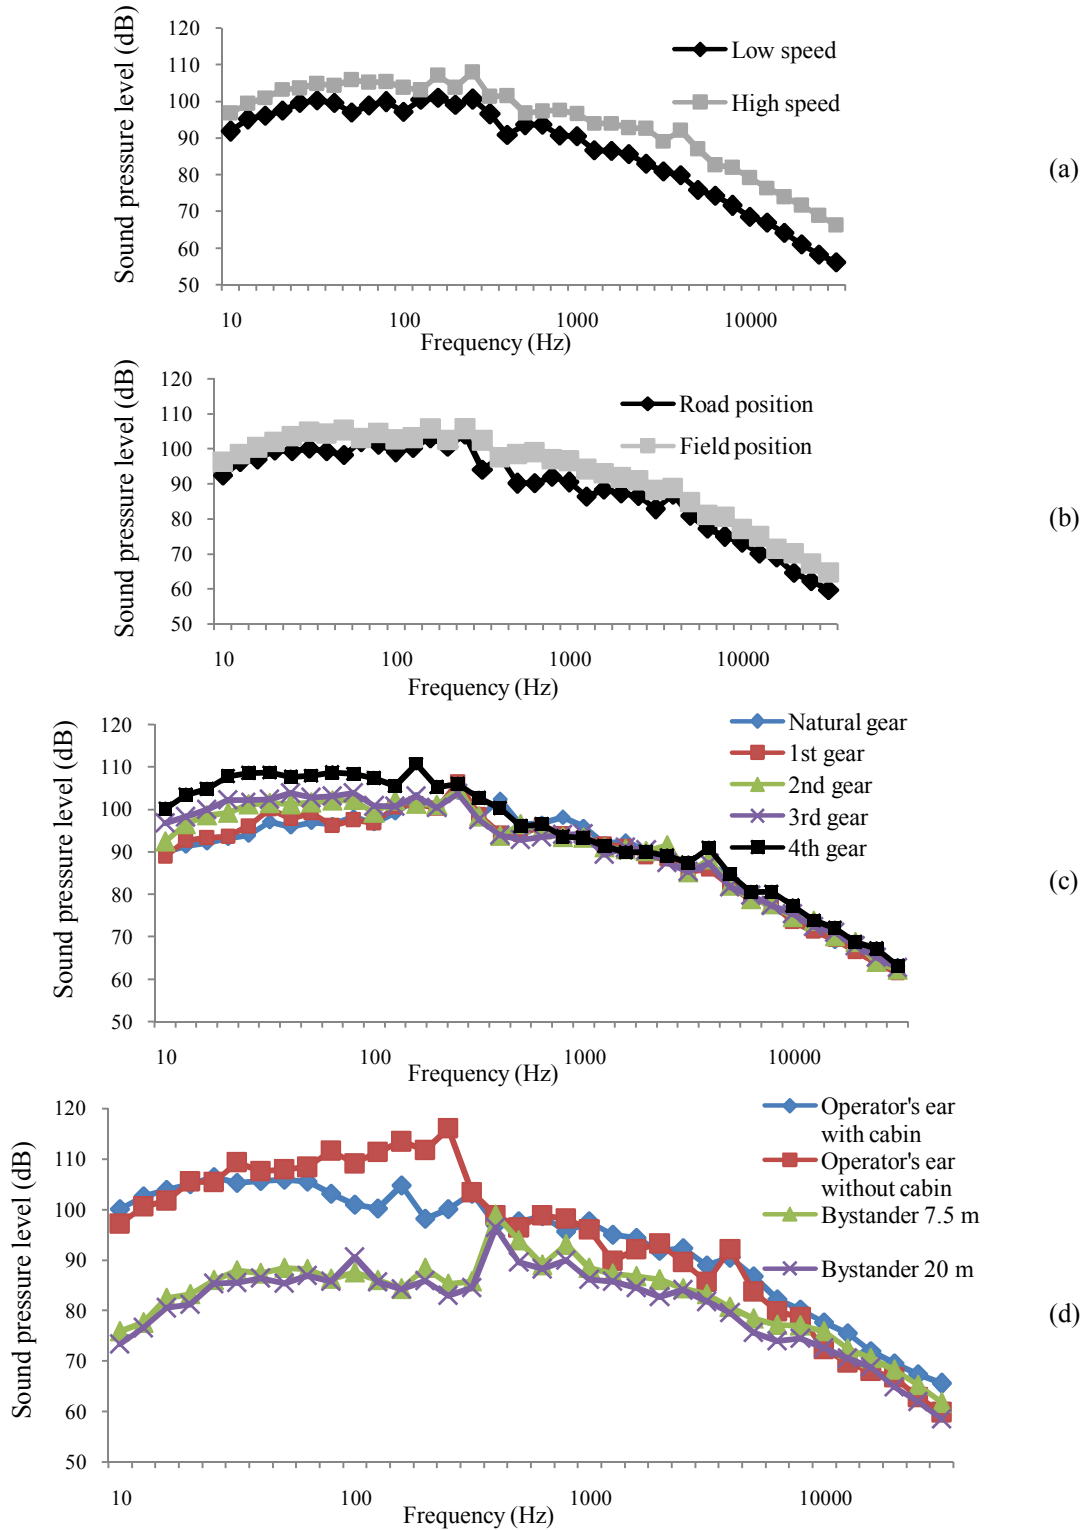 Sound pressure level (dB)
120
110
100
90
80
70
60
50
10
100
1000
10000
Frequency (Hz)
Low speed
High speed
(a)
Sound pressure level (dB)
120
110
100
90
80
70
60
50
10
100
1000
10000
Frequency (Hz)
Road position
Field position
(b)
Sound pressure level (dB)
120
110
100
90
80
70
60
50
10
100
1000
10000
Frequency (Hz)
Natural gear
1st gear
2nd gear
3rd gear
4th gear
(c)
Sound pressure level (dB)
120
110
100
90
80
70
60
50
10
100
1000
10000
Frequency (Hz)
Operator's ear
with cabin
Operator's ear
without cabin
Bystander 7.5 m
Bystander 20 m
(d)